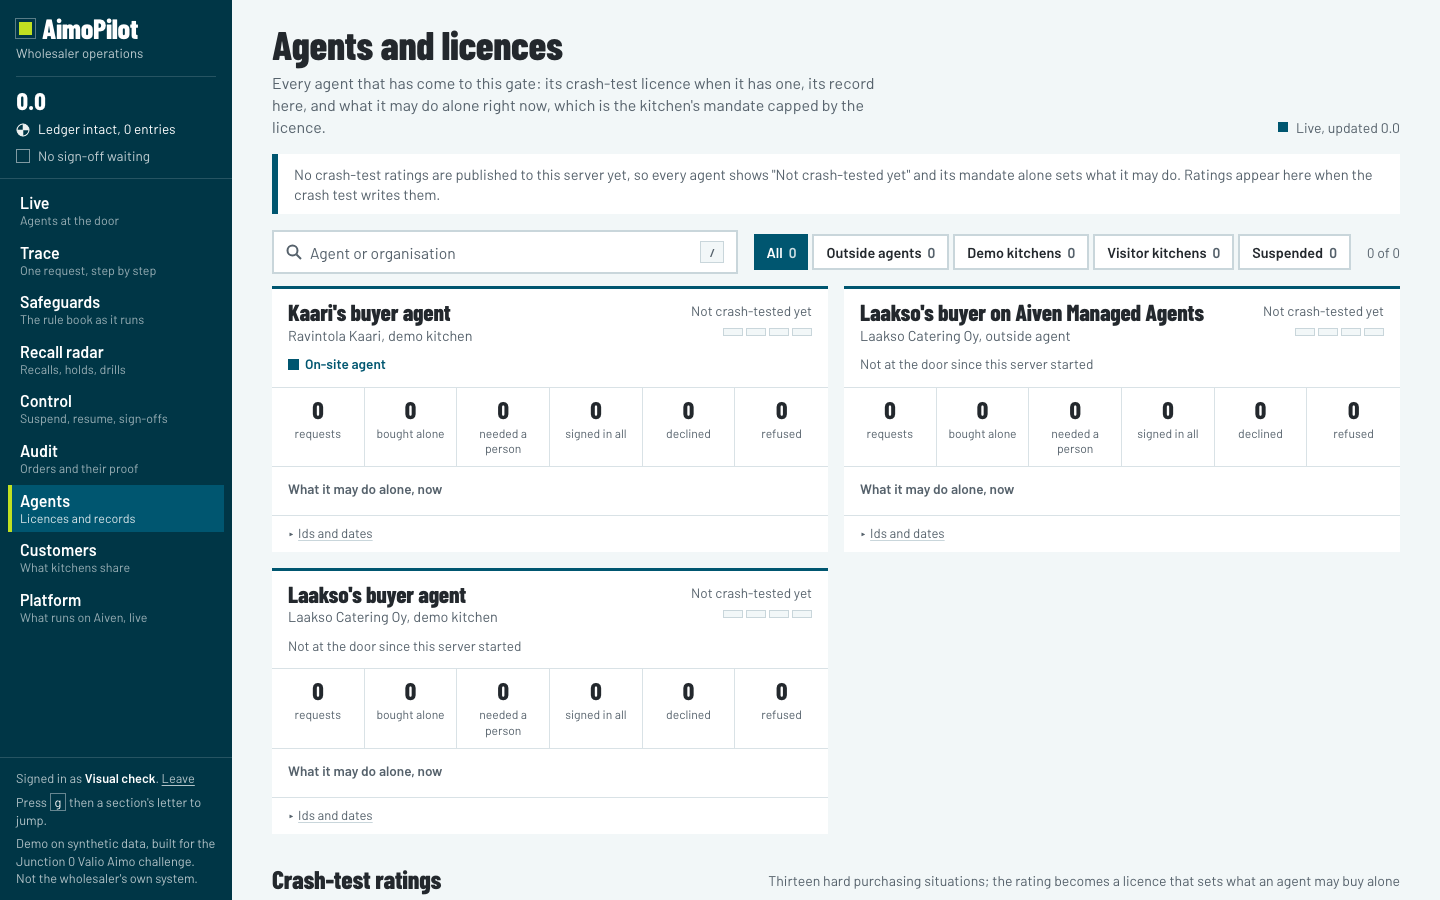 AimoPilot
Wholesaler operations
0.0
Ledger intact, 0 entries
No sign-off waiting
Live
Agents at the door
Trace
One request, step by step
Safeguards
The rule book as it runs
Recall radar
Recalls, holds, drills
Control
Suspend, resume, sign-offs
Audit
Orders and their proof
Agents
Licences and records
Customers
What kitchens share
Platform
What runs on Aiven, live
Signed in as Visual check. Leave
Press g then a section's letter to
jump.
Demo on synthetic data, built for the
Junction 0 Valio Aimo challenge.
Not the wholesaler's own system.
Agents and licences
Every agent that has come to this gate: its crash-test licence when it has one, its record
here, and what it may do alone right now, which is the kitchen's mandate capped by the
licence.
Live, updated 0.0
No crash-test ratings are published to this server yet, so every agent shows "Not crash-tested yet" and its mandate alone sets what it may do. Ratings appear here when the
crash test writes them.
Agent or organisation /
All 0 Outside agents 0 Demo kitchens 0 Visitor kitchens 0 Suspended 0 0 of 0
Kaari's buyer agent
Not crash-tested yet
Ravintola Kaari, demo kitchen
On-site agent
0 0 0 0 0 0
requests bought alone needed a person signed in all declined refused
What it may do alone, now
Ids and dates
Laakso's buyer on Aiven Managed Agents
Not crash-tested yet
Laakso Catering Oy, outside agent
Not at the door since this server started
0 0 0 0 0 0
requests bought alone needed a person signed in all declined refused
What it may do alone, now
Ids and dates
Laakso's buyer agent
Not crash-tested yet
Laakso Catering Oy, demo kitchen
Not at the door since this server started
0 0 0 0 0 0
requests bought alone needed a person signed in all declined refused
What it may do alone, now
Ids and dates
Crash-test ratings
Thirteen hard purchasing situations; the rating becomes a licence that sets what an agent may buy alone